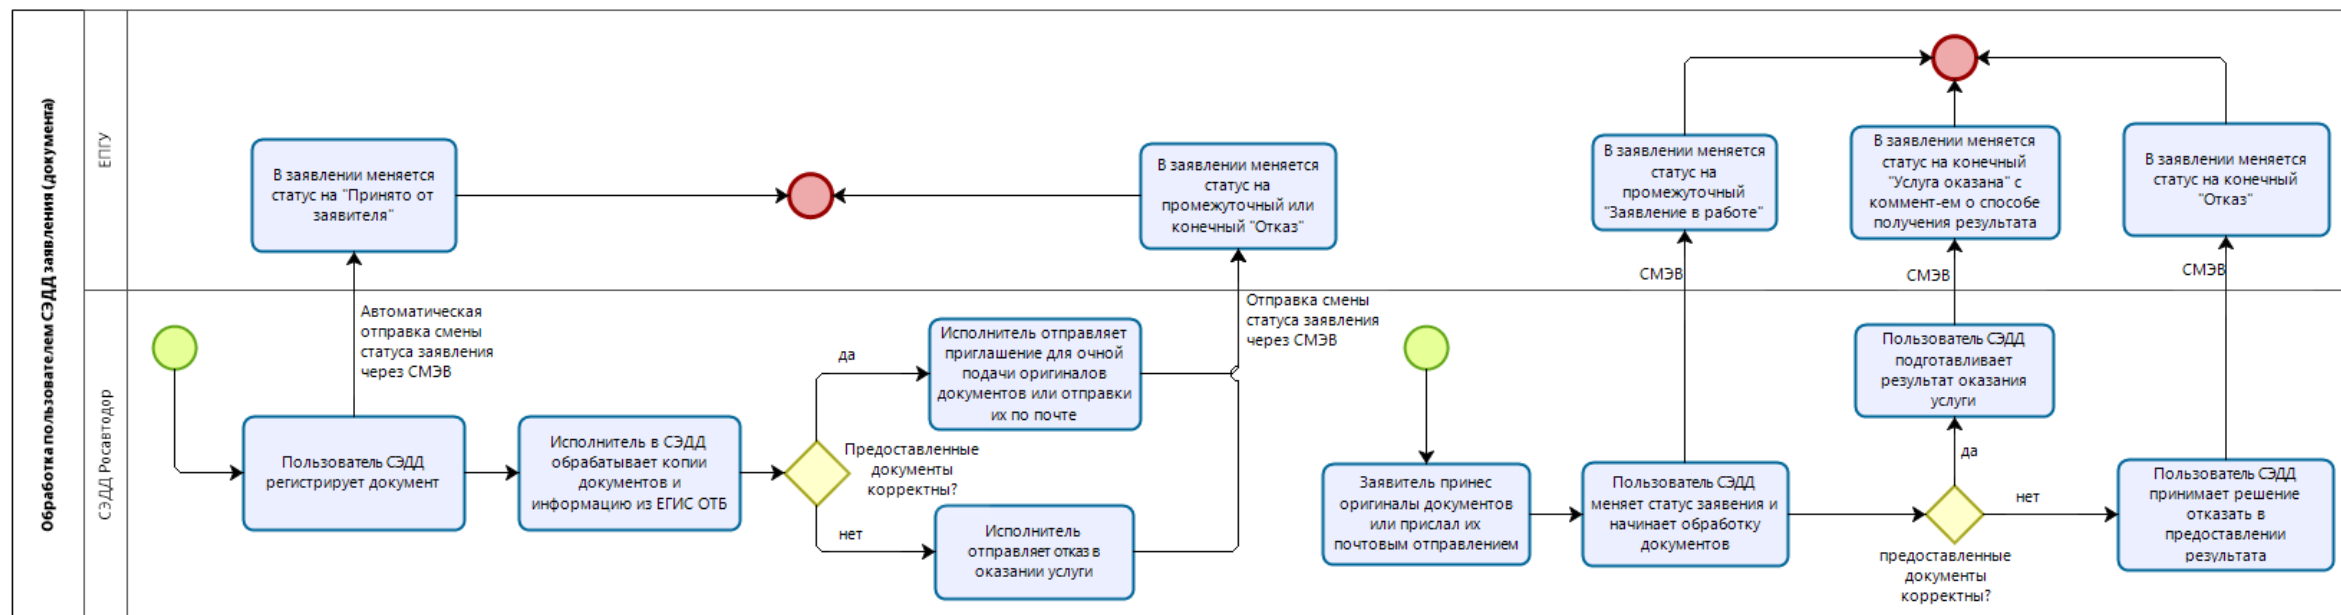 Обработка пользователем СЭДД заявления (документа)
ЕПГУ
СЭДД Росавтодор
В заявлении меняется
статус на "Принято от
заявителя"
Автоматическая
отправка смены
статуса заявления
через СМЭВ
Пользователь СЭДД
регистрирует документ
Исполнитель в СЭДД
обрабатывает копии
документов и
информацию из ЕГИС ОТБ
Предоставленные
документы
корректны?
да
нет
Исполнитель отправляет
приглашение для очной
подачи оригиналов
документов или отправки
их по почте
Исполнитель
отправляет отказ в
оказании услуги
В заявлении меняется
статус на
промежуточный или
конечный "Отказ"
Отправка смены
статуса заявления
через СМЭВ
Заявитель принес
оригиналы документов
или прислал их
почтовым отправлением
Пользователь СЭДД
меняет статус заявения и
начинает обработку
документов
В заявлении меняется
статус на
промежуточный
"Заявление в работе"
СМЭВ
предоставленные
документы
корректны?
да
нет
Пользователь СЭДД
подготавливает
результат оказания
услуги
СМЭВ
В заявлении меняется
статус на конечный
"Услуга оказана" с
коммент-ем о способе
получения результата
Пользователь СЭДД
принимает решение
отказать в
предоставлении
результата
СМЭВ
В заявлении меняется
статус на конечный
"Отказ"